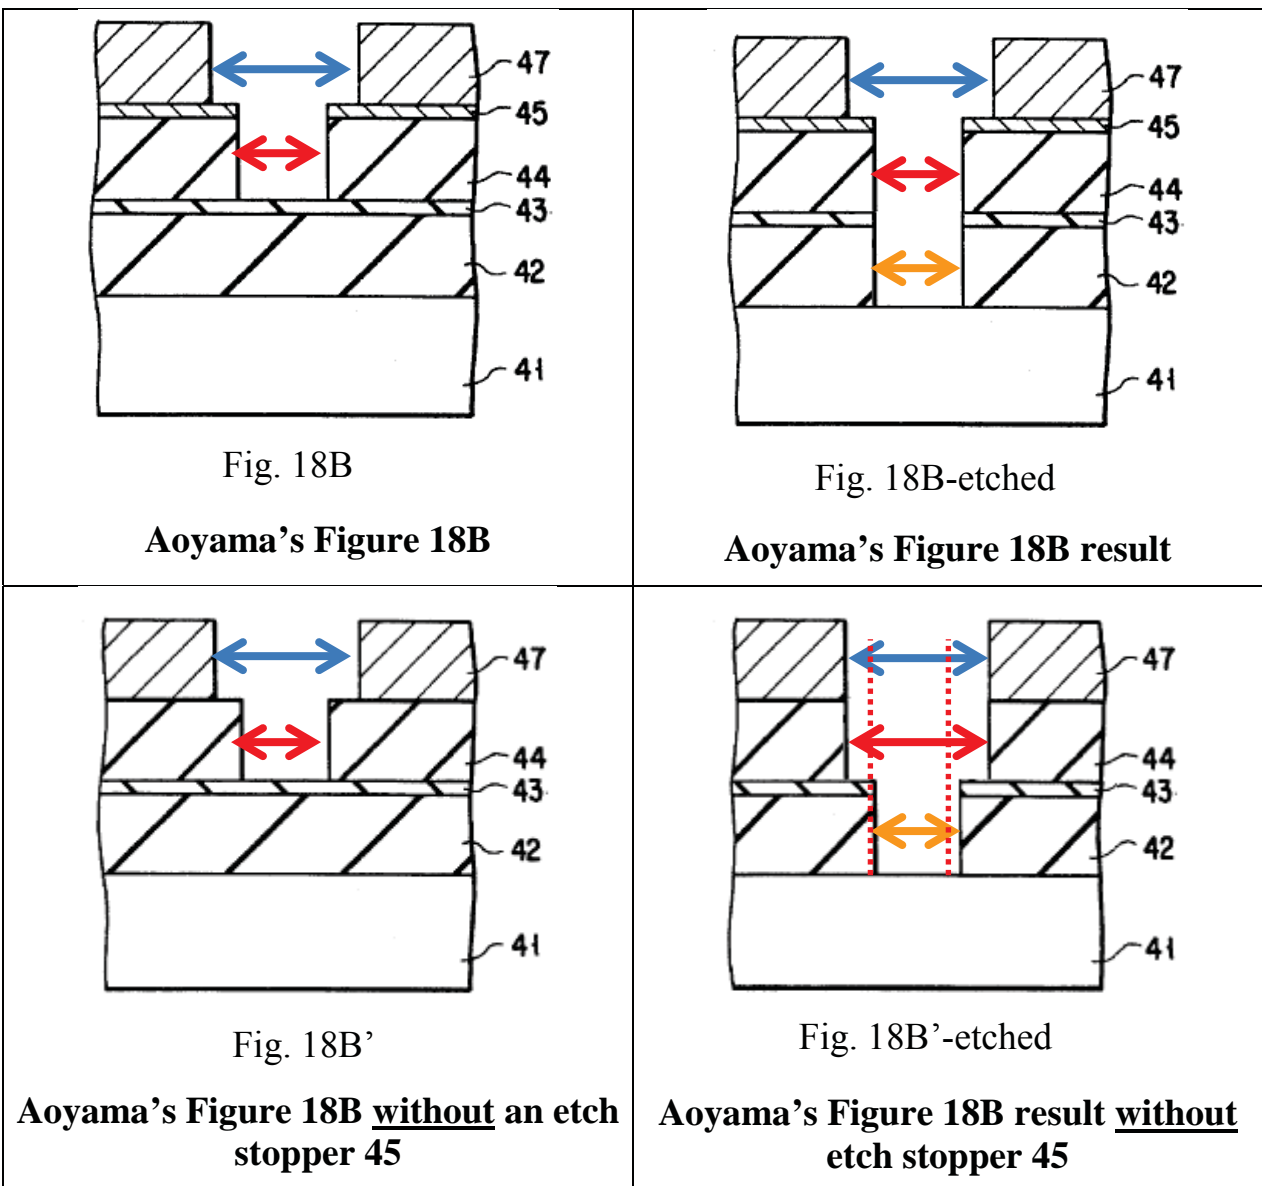 47
45
44
43
42
41
Fig. 18B
Aoyama’s Figure 18B
47
45
44
43
42
41
Fig. 18B-etched
Aoyama’s Figure 18B result
47
44
43
42
41
Fig. 18B’
Aoyama’s Figure 18B without an etch
stopper 45
47
44
43
42
41
Fig. 18B’-etched
Aoyama’s Figure 18B result without
etch stopper 45